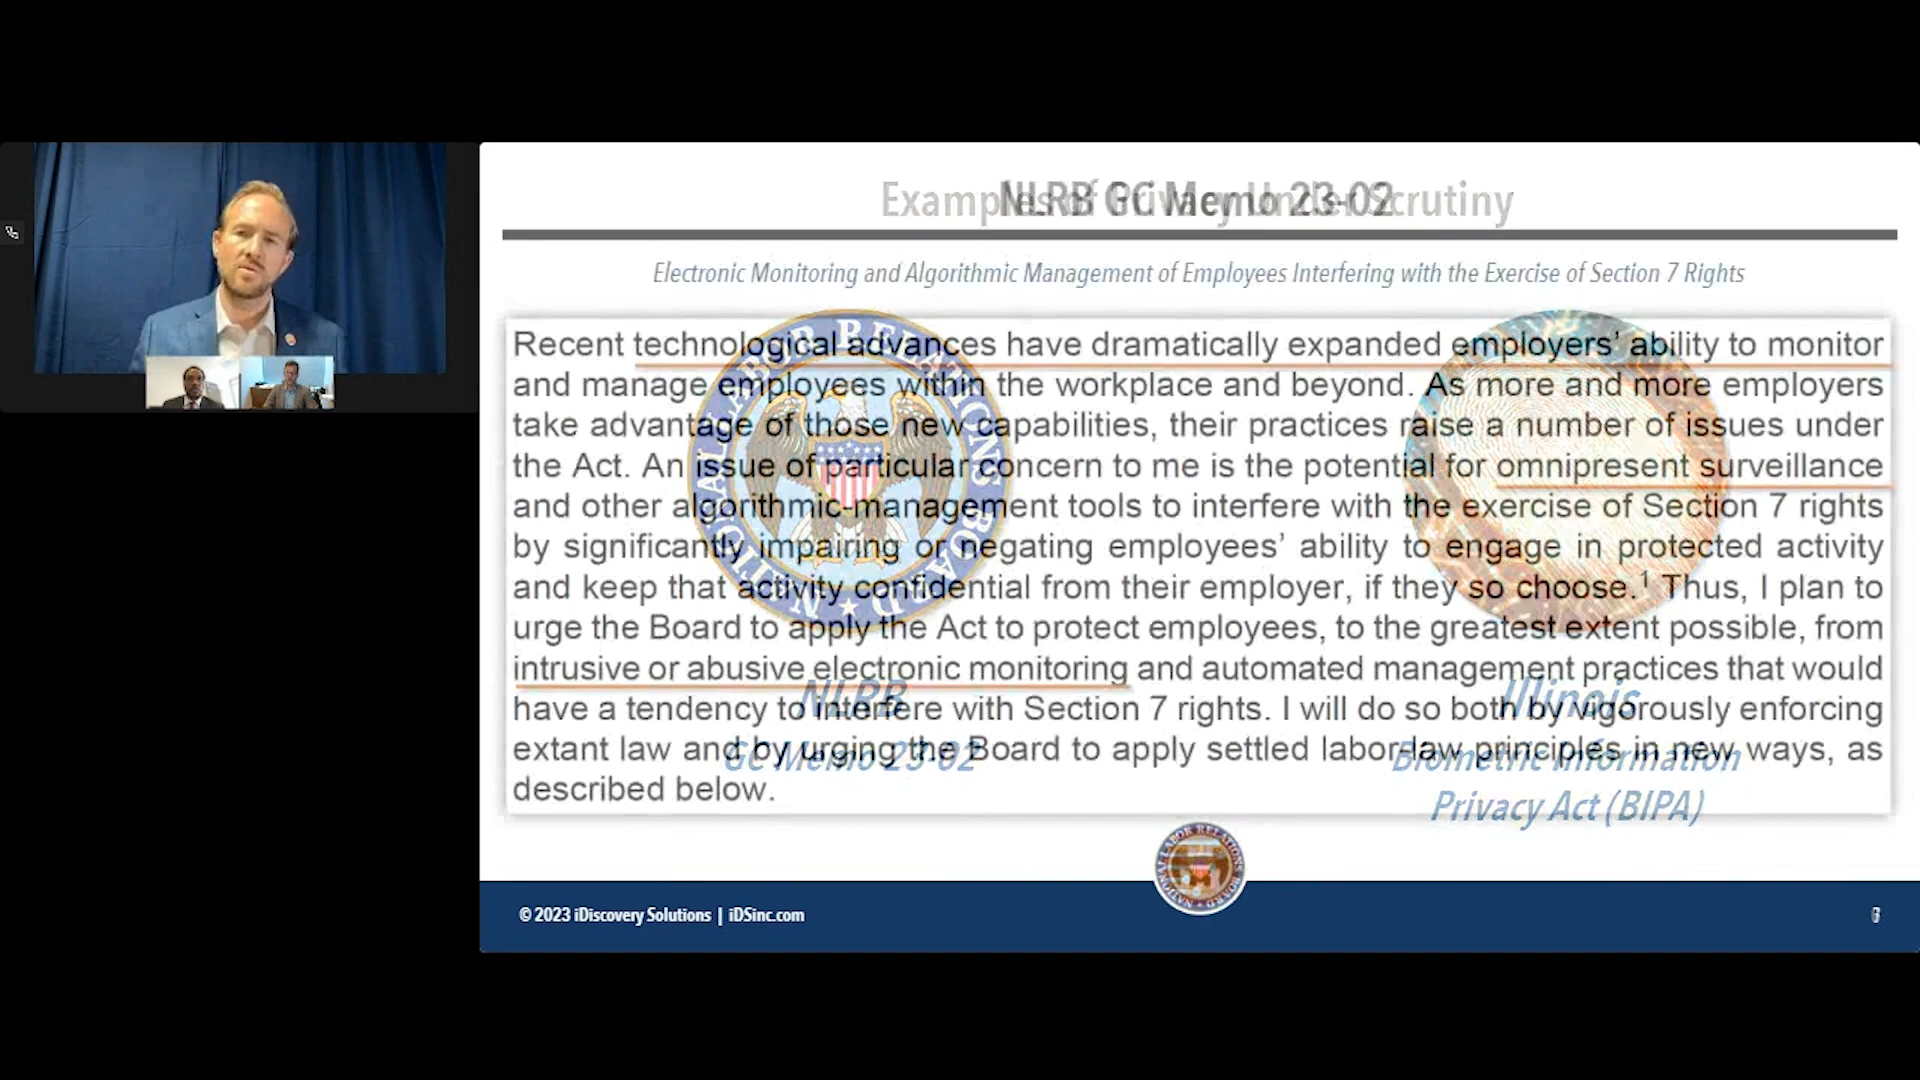 Examples of Privacy Under Scrutiny
NLRB GC Memo 23-02
Electronic Monitoring and Algorithmic Management of Employees Interfering with the Exercise of Section 7 Rights
Recent technological advances have dramatically expanded employers’ ability to monitor
and manage employees within the workplace and beyond. As more and more employers
take advantage of those new capabilities, their practices raise a number of issues under
the Act. An issue of particular concern to me is the potential for omnipresent surveillance
and other algorithmic-management tools to interfere with the exercise of Section 7 rights
by significantly impairing or negating employees’ ability to engage in protected activity
and keep that activity confidential from their employer, if they so choose.¹ Thus, I plan to
urge the Board to apply the Act to protect employees, to the greatest extent possible, from
intrusive or abusive electronic monitoring and automated management practices that would
have a tendency to interfere with Section 7 rights. I will do so both by vigorously enforcing
extant law and by urging the Board to apply settled labor-law principles in new ways, as
described below.
NATIONAL LABOR RELATIONS BOARD
NLRB
GC Memo 23-02
Illinois
Biometric Information
Privacy Act (BIPA)
NATIONAL LABOR RELATIONS BOARD
© 2023 iDiscovery Solutions | iDSinc.com